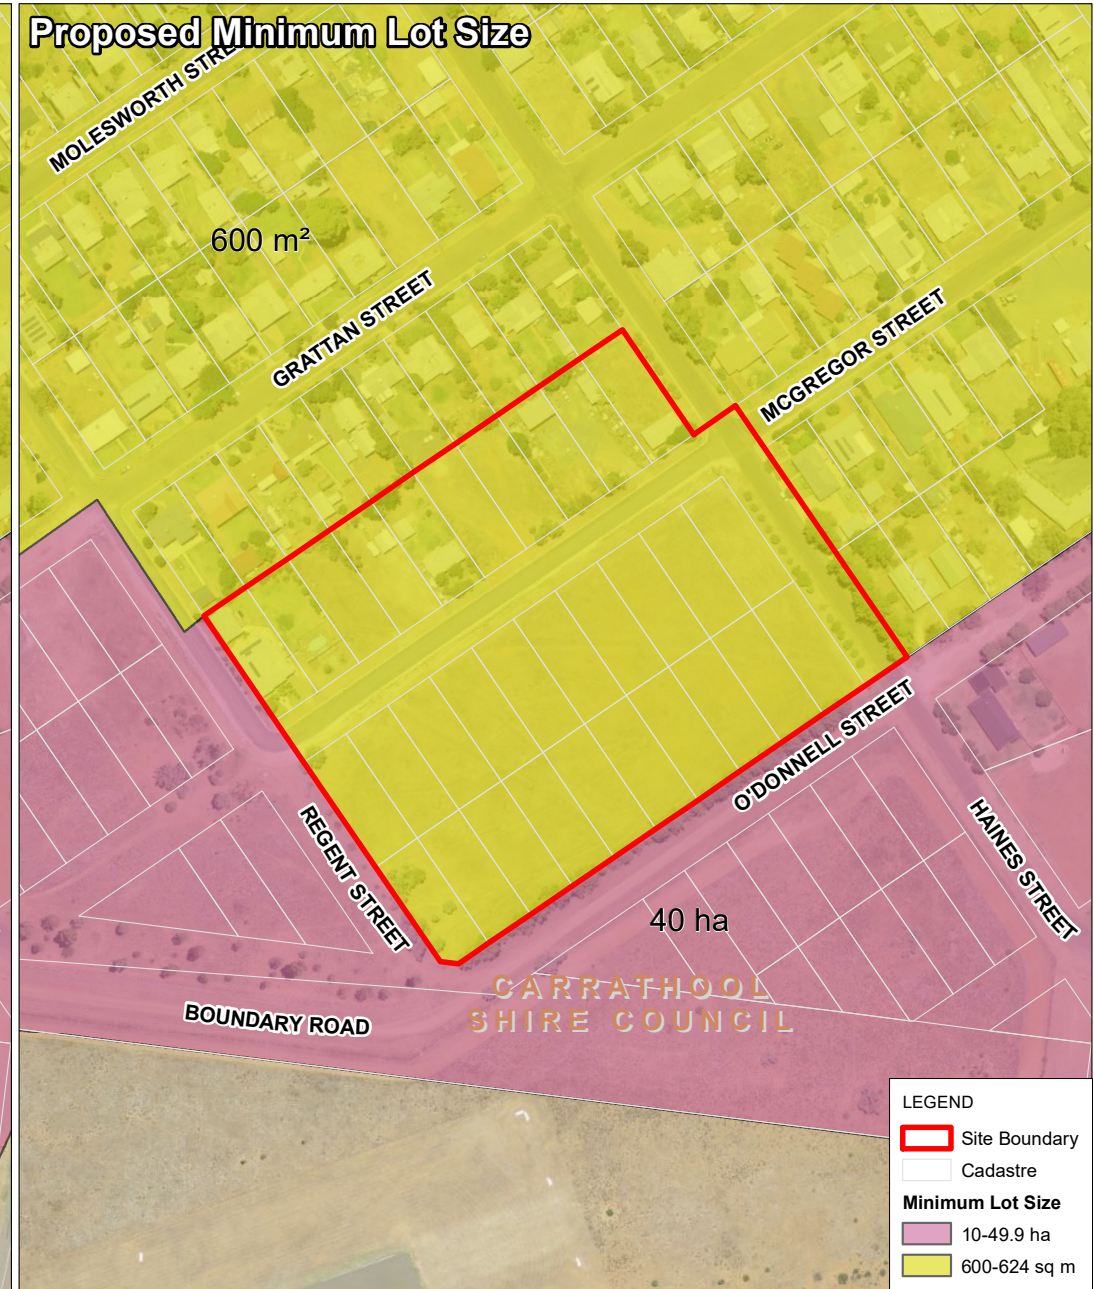 Proposed Minimum Lot Size
MOLESWORTH STRE
600 m²
GRATTAN STREET
MCGREGOR STREET
O'DONNELL STREET
REGENT STREET
HAINES STREET
40 ha
CARRATHOOL
SHIRE COUNCIL
BOUNDARY ROAD
LEGEND
Site Boundary
Cadastre
Minimum Lot Size
10-49.9 ha
600-624 sq m